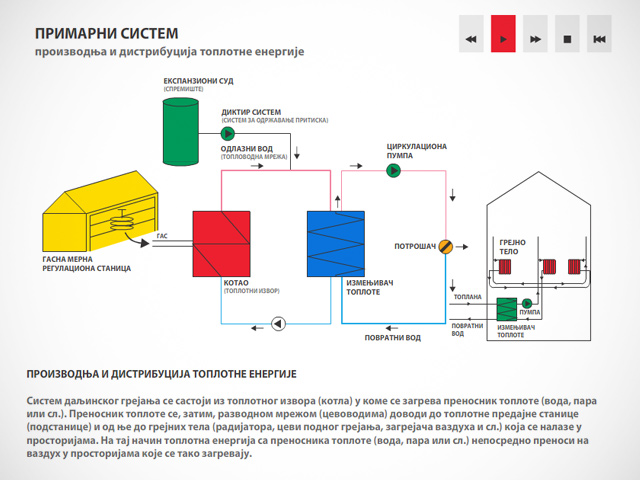 ПРИМАРНИ СИСТЕМ
производња и дистрибуција топлотне енергије
ЕКСПАНЗИОНИ СУД
(СПРЕМИШТЕ)
ДИКТИР СИСТЕМ
(СИСТЕМ ЗА ОДРЖАВАЊЕ ПРИТИСКА)
ОДЛАЗНИ ВОД
(ТОПЛОВОДНА МРЕЖА)
ЦИРКУЛАЦИОНА
ПУМПА
ГАС
ГАСНА МЕРНА
РЕГУЛАЦИОНА СТАНИЦА
КОТАО
(ТОПЛОТНИ ИЗВОР)
ИЗМЕЊИВАЧ
ТОПЛОТЕ
ПОТРОШАЧ
ПОВРАТНИ ВОД
ГРЕЈНО
ТЕЛО
ТОПЛАНА
ПУМПА
ПОВРАТНИ
ВОД
ИЗМЕЊИВАЧ
ТОПЛОТЕ
ПРОИЗВОДЊА И ДИСТРИБУЦИЈА ТОПЛОТНЕ ЕНЕРГИЈЕ
Систем даљинског грејања се састоји из топлотног извора (котла) у коме се загрева преносник топлоте (вода, пара
или сл.). Преносник топлоте се, затим, разводном мрежом (цевоводима) доводи до топлотне предајне станице
(подстанице) и од ње до грејних тела (радијатора, цеви подног грејања, загрејача ваздуха и сл.) која се налазе у
просторијама. На тај начин топлотна енергија са преносника топлоте (вода, пара или сл.) непосредно преноси на
ваздух у просторијама које се тако загревају.